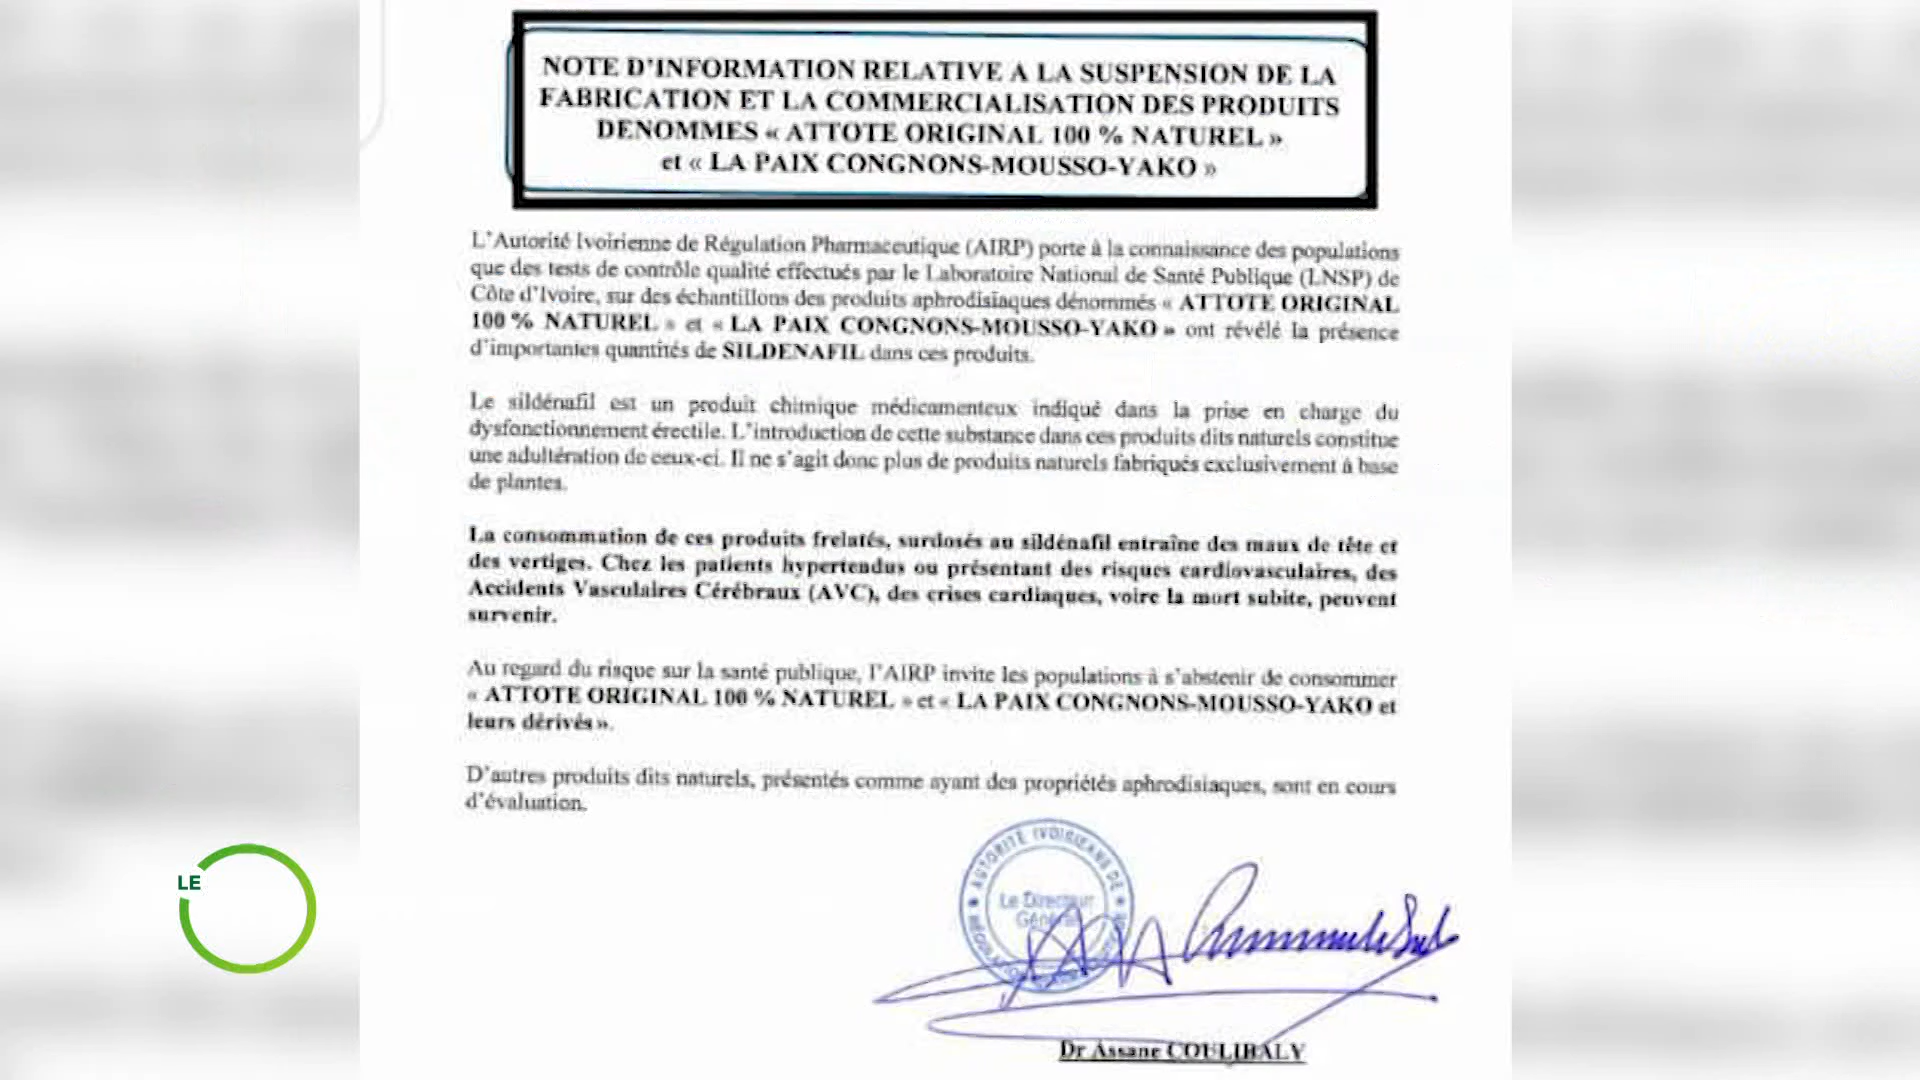 NOTE D'INFORMATION RELATIVE A LA SUSPENSION DE LA
FABRICATION ET LA COMMERCIALISATION DES PRODUITS
DENOMMES « ATTOTE ORIGINAL 100 % NATUREL »
et « LA PAIX CONGNONS-MOUSSO-YAKO »
L'Autorité Ivoirienne de Régulation Pharmaceutique (AIRP) porte à la connaissance des populations
que des tests de contrôle qualité effectués par le Laboratoire National de Santé Publique (LNSP) de
Côte d'Ivoire, sur des échantillons des produits aphrodisiaques dénommés « ATTOTE ORIGINAL
100 % NATUREL » et « LA PAIX CONGNONS-MOUSSO-YAKO » ont révélé la présence
d'importantes quantités de SILDENAFIL dans ces produits.
Le sildénafil est un produit chimique médicamenteux indiqué dans la prise en charge du
dysfonctionnement érectile. L'introduction de cette substance dans ces produits dits naturels constitue
une adultération de ceux-ci. Il ne s'agit donc plus de produits naturels fabriqués exclusivement à base
de plantes.
La consommation de ces produits frelatés, surdosés au sildénafil entraîne des maux de tête et
des vertiges. Chez les patients hypertendus ou présentant des risques cardiovasculaires, des
Accidents Vasculaires Cérébraux (AVC), des crises cardiaques, voire la mort subite, peuvent
survenir.
Au regard du risque sur la santé publique, l'AIRP invite les populations à s'abstenir de consommer
« ATTOTE ORIGINAL 100 % NATUREL » et « LA PAIX CONGNONS-MOUSSO-YAKO et
leurs dérivés ».
D'autres produits dits naturels, présentés comme ayant des propriétés aphrodisiaques, sont en cours
d'évaluation.
AUTORITÉ IVOIRIENNE DE
Le Directeur
Général
LE
Dr Assane COULIBALY